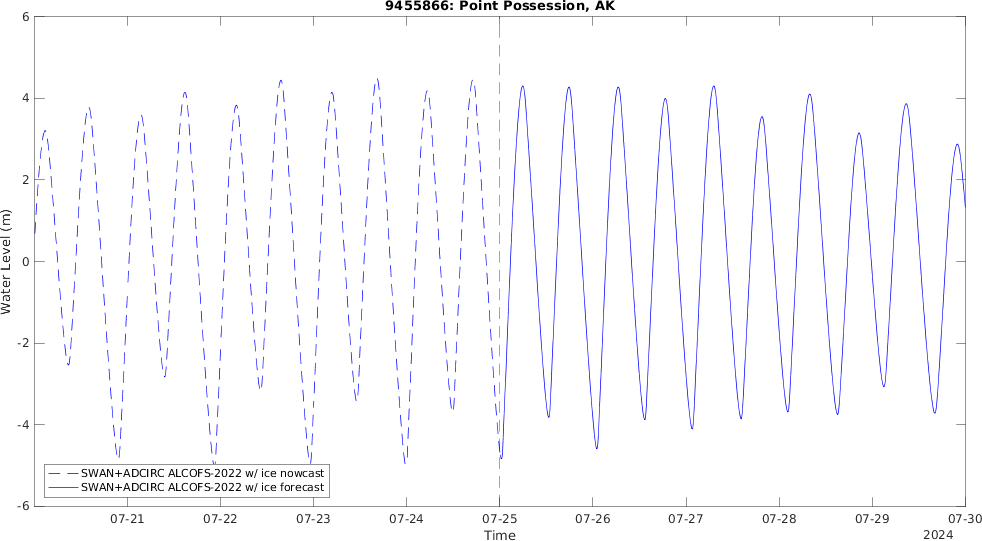 9455866: Point Possession, AK
6
4
2
0
-2
-4
-6
Water Level (m)
SWAN+ADCIRC ALCOFS-2022 w/ ice nowcast
SWAN+ADCIRC ALCOFS-2022 w/ ice forecast
07-21 07-22 07-23 07-24 07-25 07-26 07-27 07-28 07-29 07-30
Time
2024